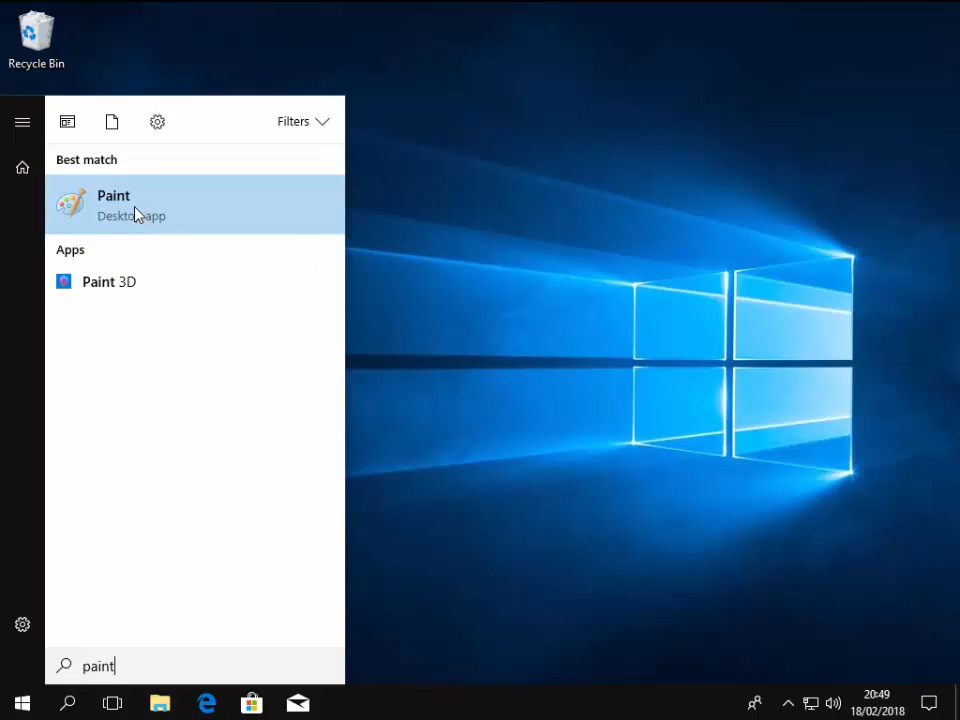 Recycle Bin
Filters
Best match
Paint
Desktop app
Apps
Paint 3D
paint
20:49
18/02/2018